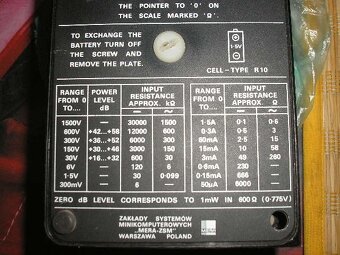 THE POINTER TO '0' ON
THE SCALE MARKED 'Ω'.
TO EXCHANGE THE
BATTERY TURN OFF
THE SCREW AND
REMOVE THE PLATE.
1·5V
CELL-TYPE R10
RANGE FROM 0 TO.... POWER LEVEL dB INPUT RESISTANCE APPROX. kΩ RANGE FROM 0 TO.... INPUT RESISTANCE APPROX. Ω
1500V 30000 1500 1·5A 0·1 0·6
600V +42...+58 12000 600 0·3A 0·5 3
300V +36...+52 6000 300 60mA 2·5 15
150V +30...+46 3000 150 15mA 10 58
30V +16...+32 600 30 3mA 48 260
6V 120 6 0·6mA 230
1·5V 30 0·099 0·15mA 666
300mV 6 50µA 6000
ZERO dB LEVEL CORRESPONDS TO 1mW IN 600Ω (0·775V)
ZAKŁADY SYSTEMÓW
MINIKOMPUTEROWYCH
"MERA-ZSM"
WARSZAWA POLAND